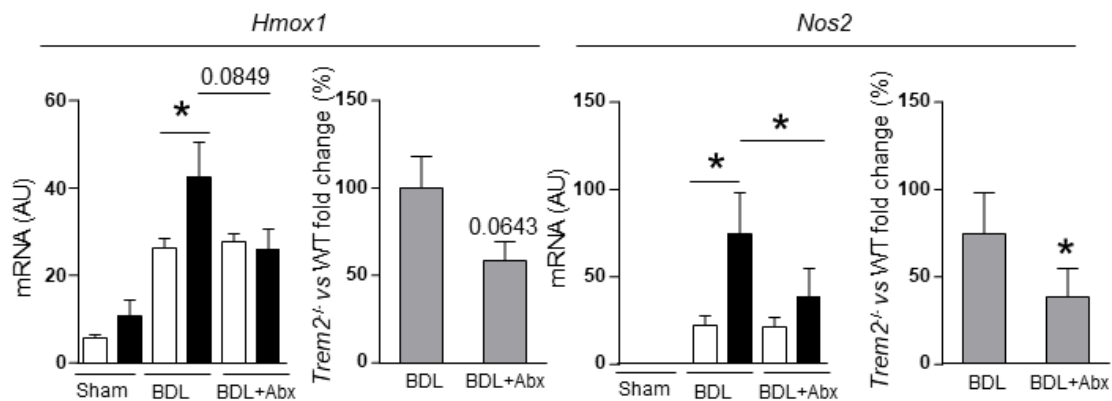 Hmox1
Nos2
mRNA (AU)
60
40
20
0
*
0.0849
Sham
BDL
BDL+Abx
Trem2-/- vs WT fold change (%)
150
100
50
0
0.0643
BDL
BDL+Abx
mRNA (AU)
150
100
50
0
*
*
Sham
BDL
BDL+Abx
Trem2-/- vs WT fold change (%)
150
100
50
0
*
BDL
BDL+Abx